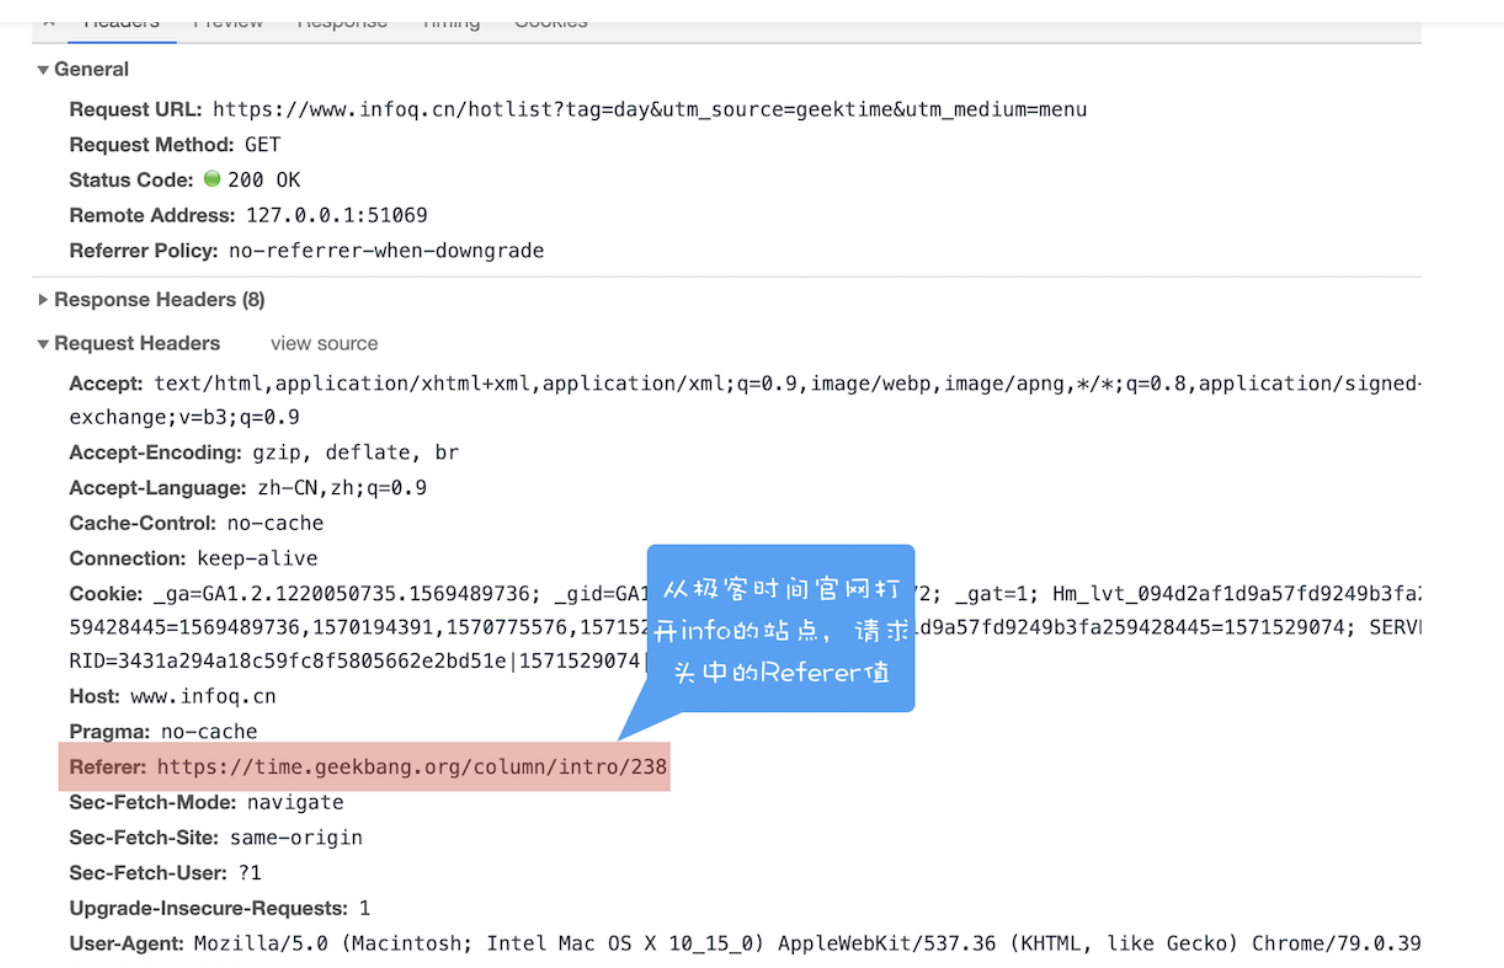 Headers Preview Response Timing Cookies
General
Request URL: https://www.infoq.cn/hotlist?tag=day&utm_source=geektime&utm_medium=menu
Request Method: GET
Status Code: 200 OK
Remote Address: 127.0.0.1:51069
Referrer Policy: no-referrer-when-downgrade
Response Headers (8)
Request Headers view source
Accept: text/html,application/xhtml+xml,application/xml;q=0.9,image/webp,image/apng,*/*;q=0.8,application/signed-
exchange;v=b3;q=0.9
Accept-Encoding: gzip, deflate, br
Accept-Language: zh-CN,zh;q=0.9
Cache-Control: no-cache
Connection: keep-alive
Cookie: _ga=GA1.2.1220050735.1569489736; _gid=GA1 2; _gat=1; Hm_lvt_094d2af1d9a57fd9249b3fa2
59428445=1569489736,1570194391,1570775576,157152 d9a57fd9249b3fa259428445=1571529074; SERVE
RID=3431a294a18c59fc8f5805662e2bd51e|1571529074|
从极客时间官网打
开info的站点，请求
头中的Referer值
Host: www.infoq.cn
Pragma: no-cache
Referer: https://time.geekbang.org/column/intro/238
Sec-Fetch-Mode: navigate
Sec-Fetch-Site: same-origin
Sec-Fetch-User: ?1
Upgrade-Insecure-Requests: 1
User-Agent: Mozilla/5.0 (Macintosh; Intel Mac OS X 10_15_0) AppleWebKit/537.36 (KHTML, like Gecko) Chrome/79.0.39